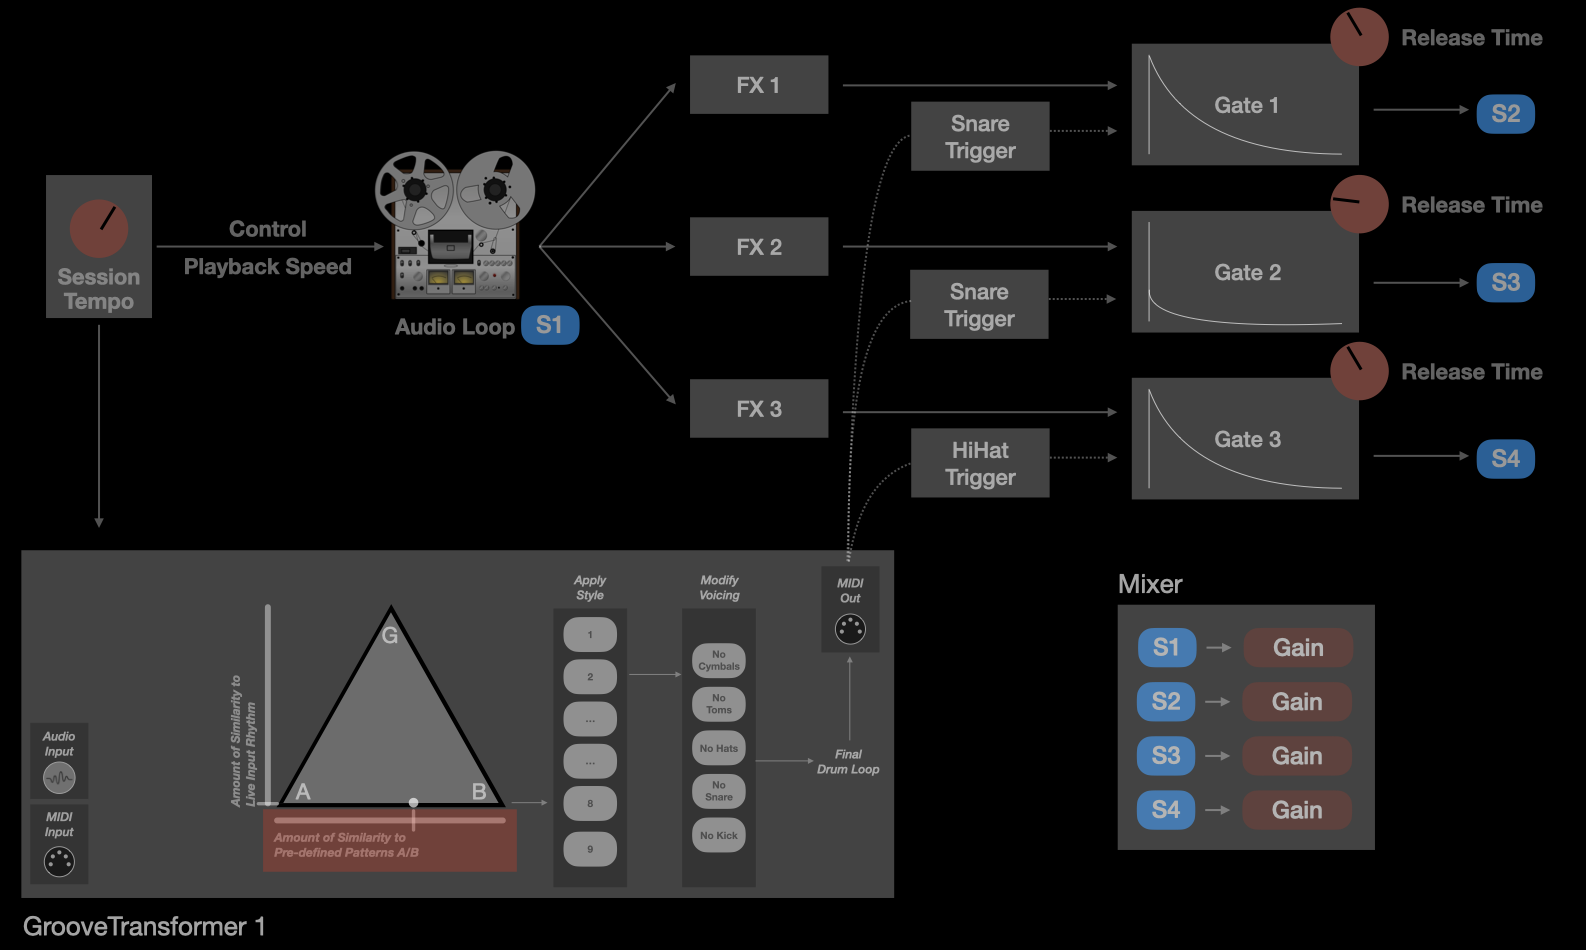 Release Time
FX 1
Gate 1
Snare
Trigger
S2
Session
Tempo
Control
Playback Speed
Audio Loop
S1
FX 2
Release Time
Gate 2
Snare
Trigger
S3
FX 3
Release Time
Gate 3
HiHat
Trigger
S4
Audio
Input
MIDI
Input
Amount of Similarity to
Live Input Rhythm
G
A
B
Amount of Similarity to
Pre-defined Patterns A/B
Apply
Style
1
2
...
...
8
9
Modify
Voicing
No
Cymbals
No
Toms
No Hats
No
Snare
No Kick
Final
Drum Loop
MIDI
Out
GrooveTransformer 1
Mixer
S1
Gain
S2
Gain
S3
Gain
S4
Gain